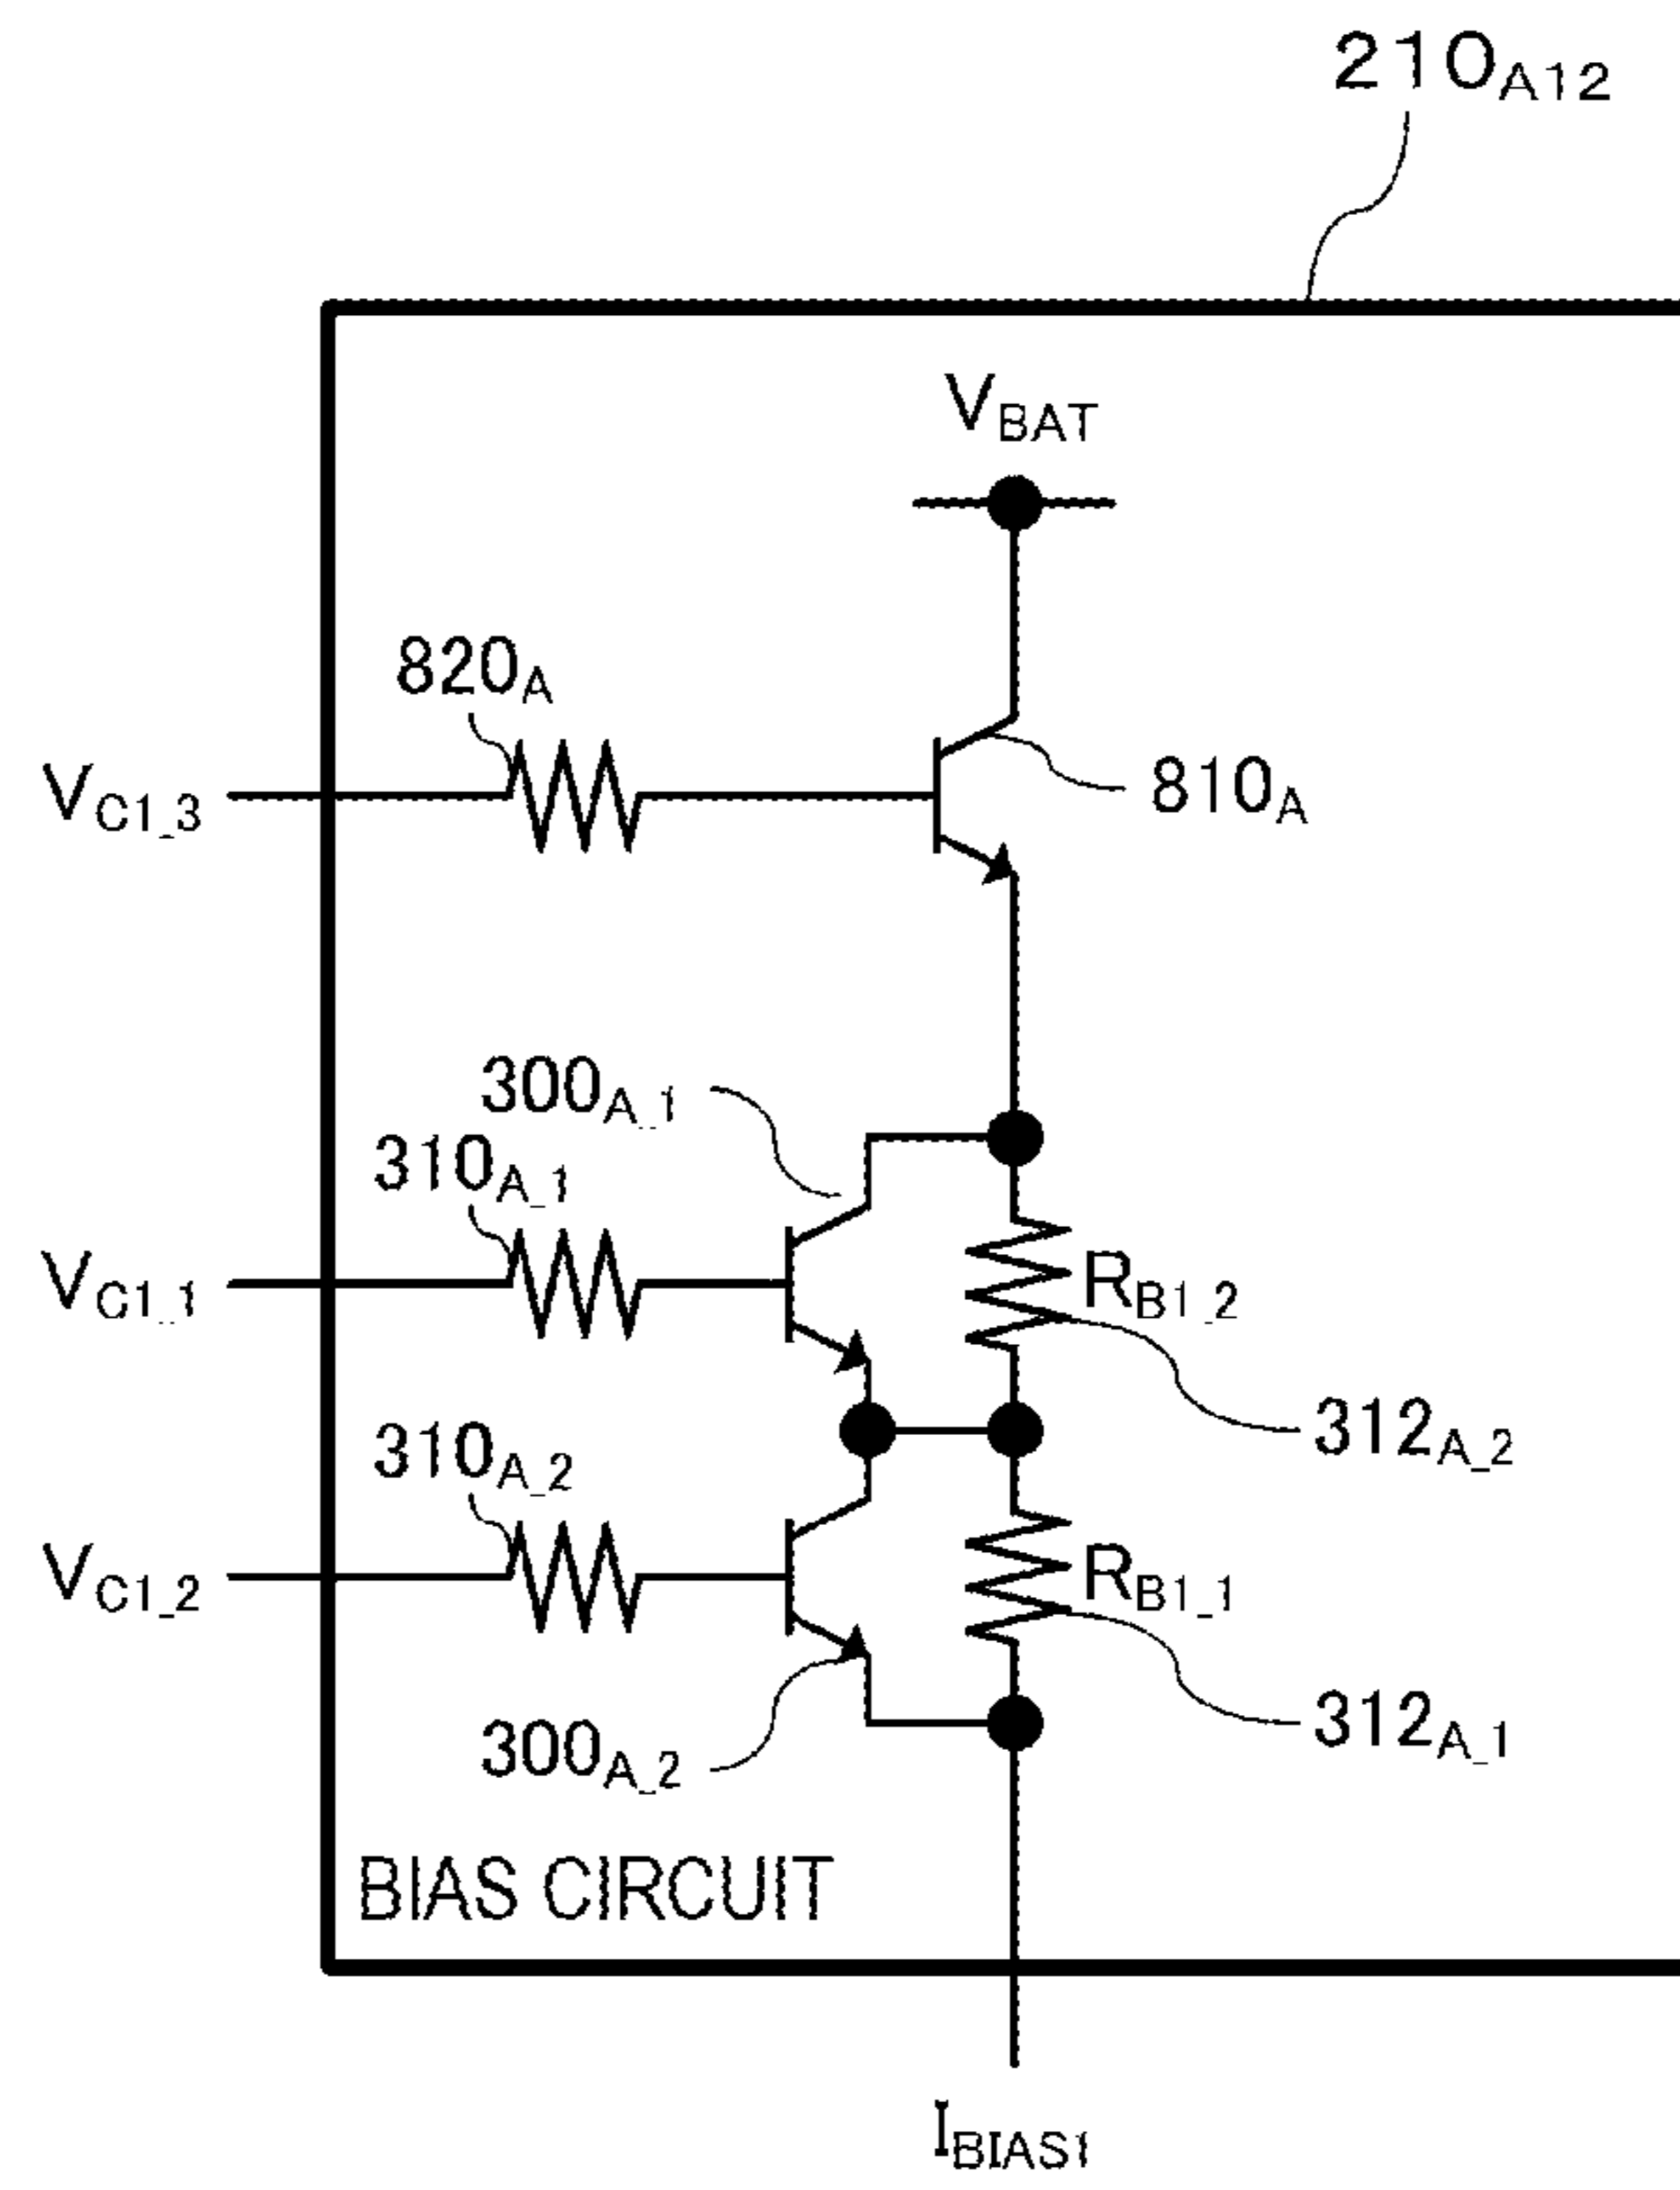 210A12
VBAT
820A
VC1_3
810A
300A_1
310A_1
VC1_1
RB1_2
312A_2
310A_2
VC1_2
RB1_1
312A_1
300A_2
BIAS CIRCUIT
IBIAS1